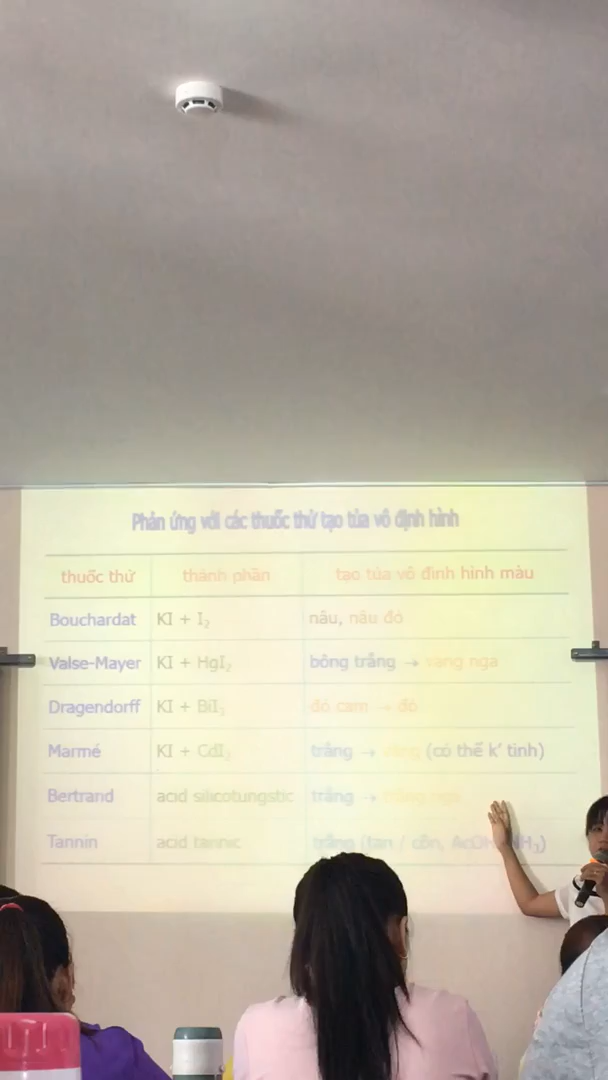 Phản ứng với các thuốc thử tạo tủa vô định hình
thuốc thử thành phần tạo tủa vô định hình màu
Bouchardat KI + I₂ nâu, nâu đỏ
Valse-Mayer KI + HgI₂ bông trắng → vàng ngà
Dragendorff KI + BiI₃ đỏ cam → đỏ
Marmé KI + CdI₂ trắng → (có thể k' tinh)
Bertrand acid silicotungstic trắng →
Tannin acid tannic trắng (tan / cồn, AcOH, NH₃)